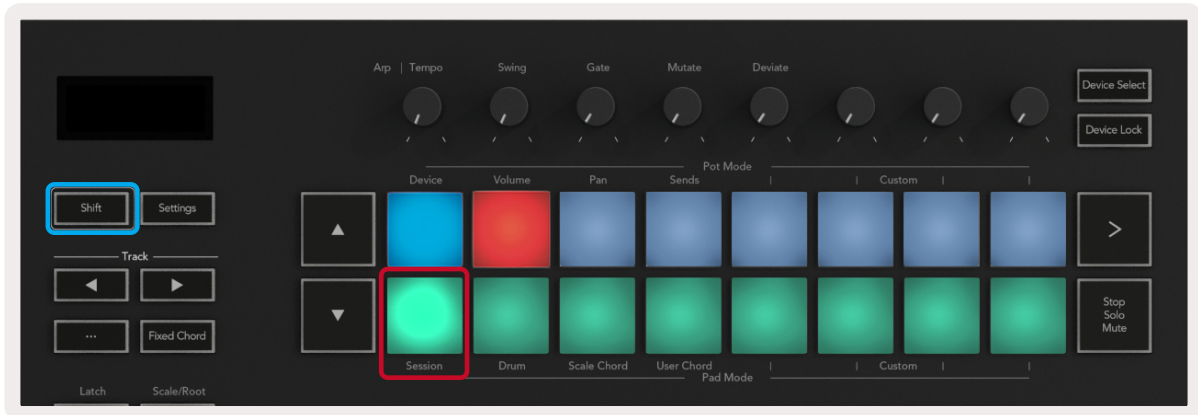 Arp | Tempo
Swing
Gate
Mutate
Deviate
Device Select
Device Lock
Pot Mode
Device
Volume
Pan
Sends
Custom
Shift
Settings
Track
...
Fixed Chord
Stop
Solo
Mute
Session
Drum
Scale Chord
User Chord
Custom
Pad Mode
Latch
Scale/Root